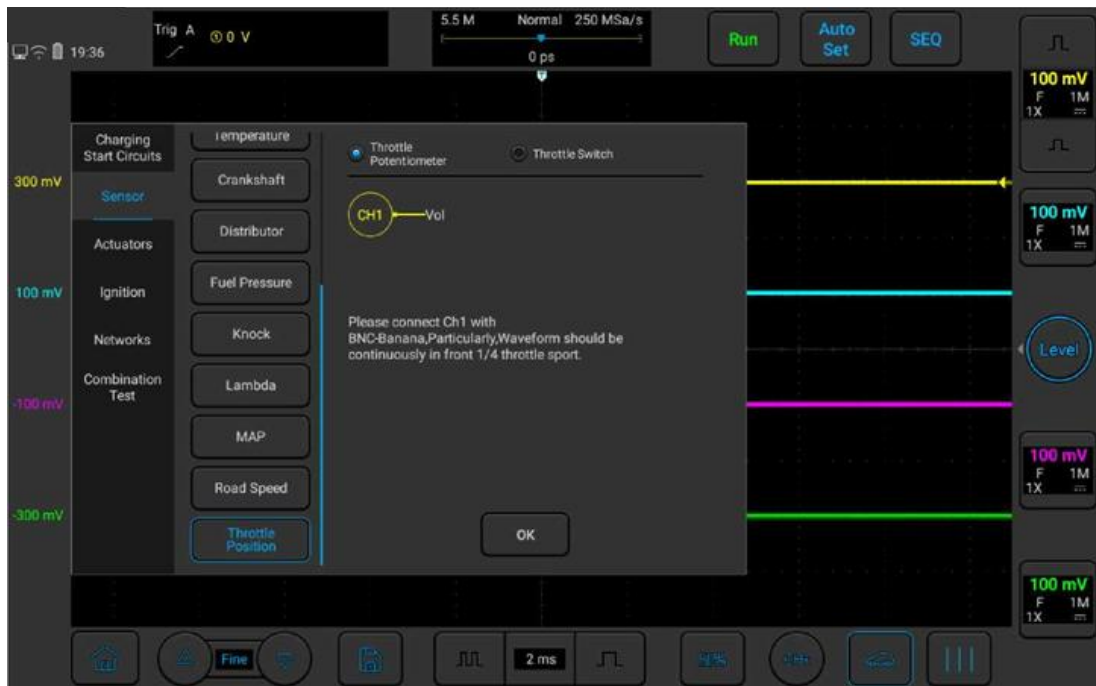 Trig A ① 0 V
5.5 M Normal 250 MSa/s
0 ps
T
Run
Auto
Set
SEQ
19:36
100 mV
F 1M
1X
Charging
Start Circuits
Sensor
Actuators
Ignition
Networks
Combination
Test
Temperature
Crankshaft
Distributor
Fuel Pressure
Knock
Lambda
MAP
Road Speed
Throttle
Position
Throttle
Potentiometer
Throttle Switch
CH1
Vol
Please connect Ch1 with
BNC-Banana,Particularly,Waveform should be
continuously in front 1/4 throttle sport.
OK
300 mV
100 mV
-100 mV
-300 mV
100 mV
F 1M
1X
Level
100 mV
F 1M
1X
100 mV
F 1M
1X
Fine
2 ms
50%